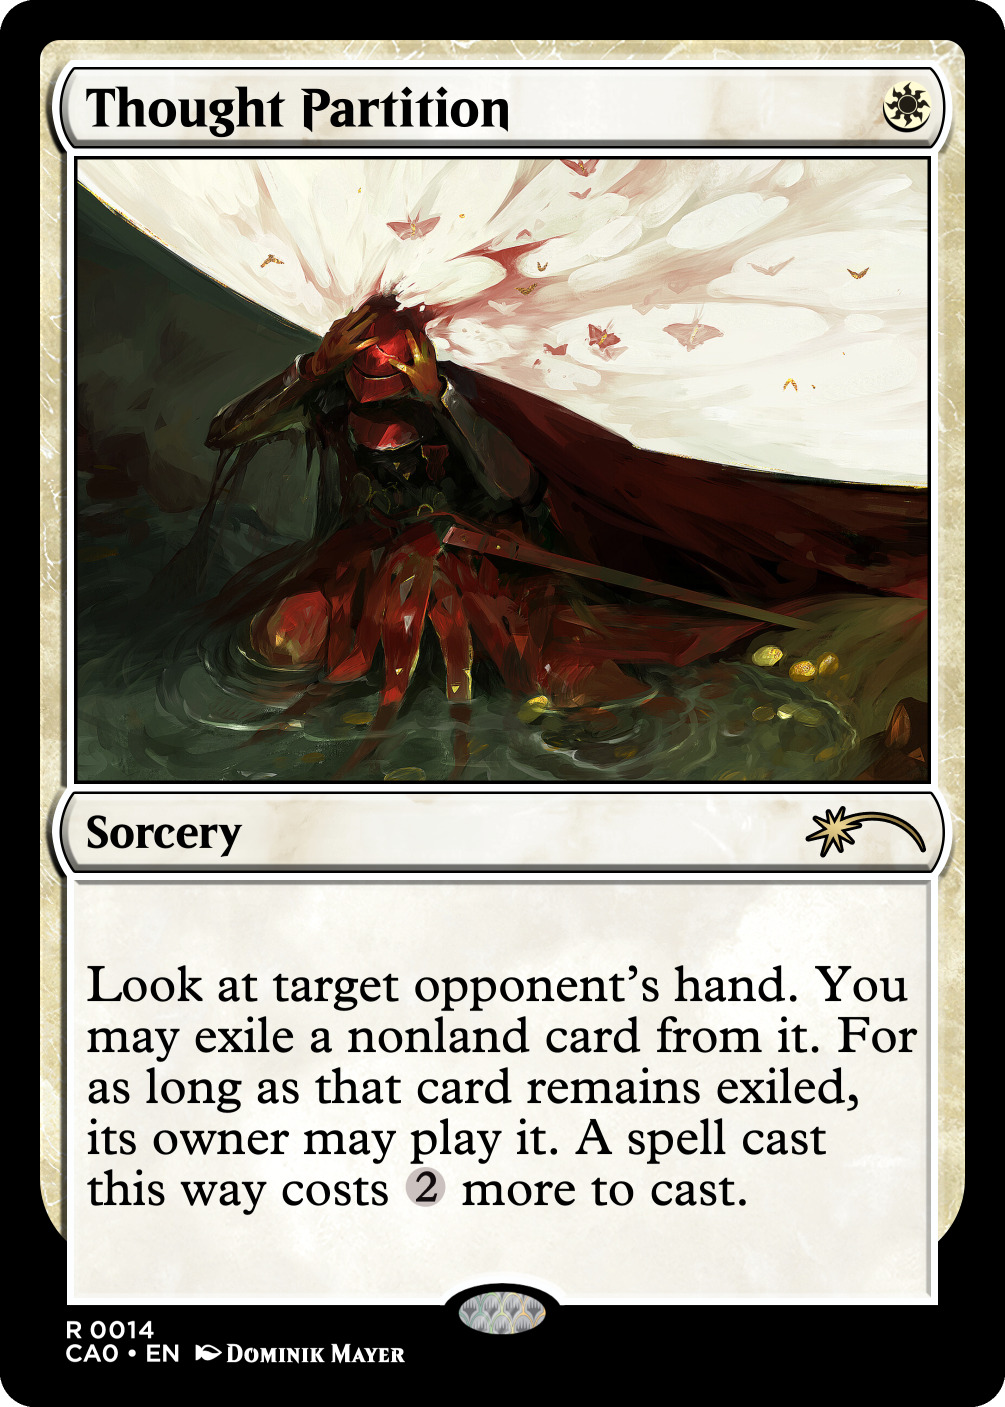 Thought Partition
Sorcery
Look at target opponent's hand. You
may exile a nonland card from it. For
as long as that card remains exiled,
its owner may play it. A spell cast
this way costs 2 more to cast.
R 0014
CAO • EN Dominik Mayer